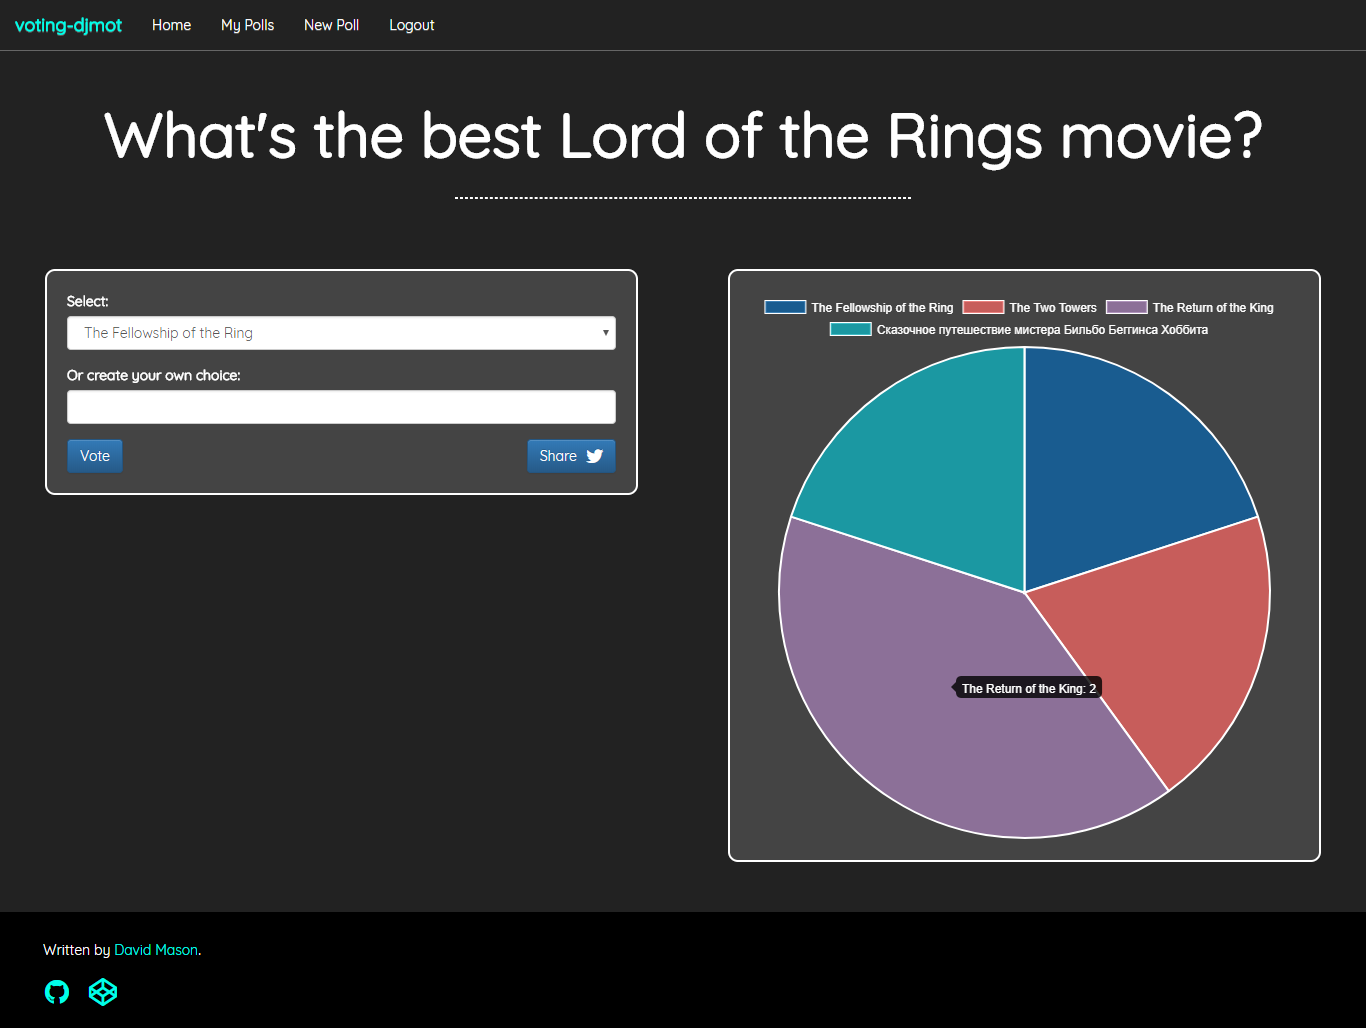 voting-djmot Home My Polls New Poll Logout
What's the best Lord of the Rings movie?
Select:
The Fellowship of the Ring
Or create your own choice:
Vote Share
The Fellowship of the Ring The Two Towers The Return of the King
Сказочное путешествие мистера Бильбо Беггинса Хоббита
The Return of the King: 2
Written by David Mason.